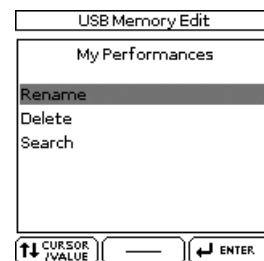 USB Memory Edit
My Performances
Rename
Delete
Search
↑↓ CURSOR /VALUE
—— ↵ ENTER